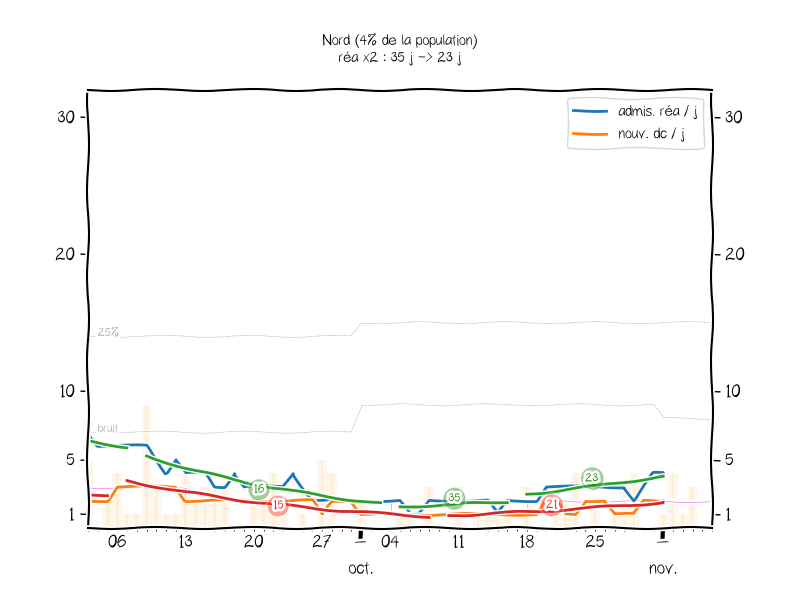 Nord (4% de la population)
réa x2 : 35 j -> 23 j
admis. réa / j
nouv. dc / j
30
30
20
20
25%
10
10
bruit
5
5
16
15
35
23
21
1
1
06 13 20 27 04 11 18 25
oct. nov.